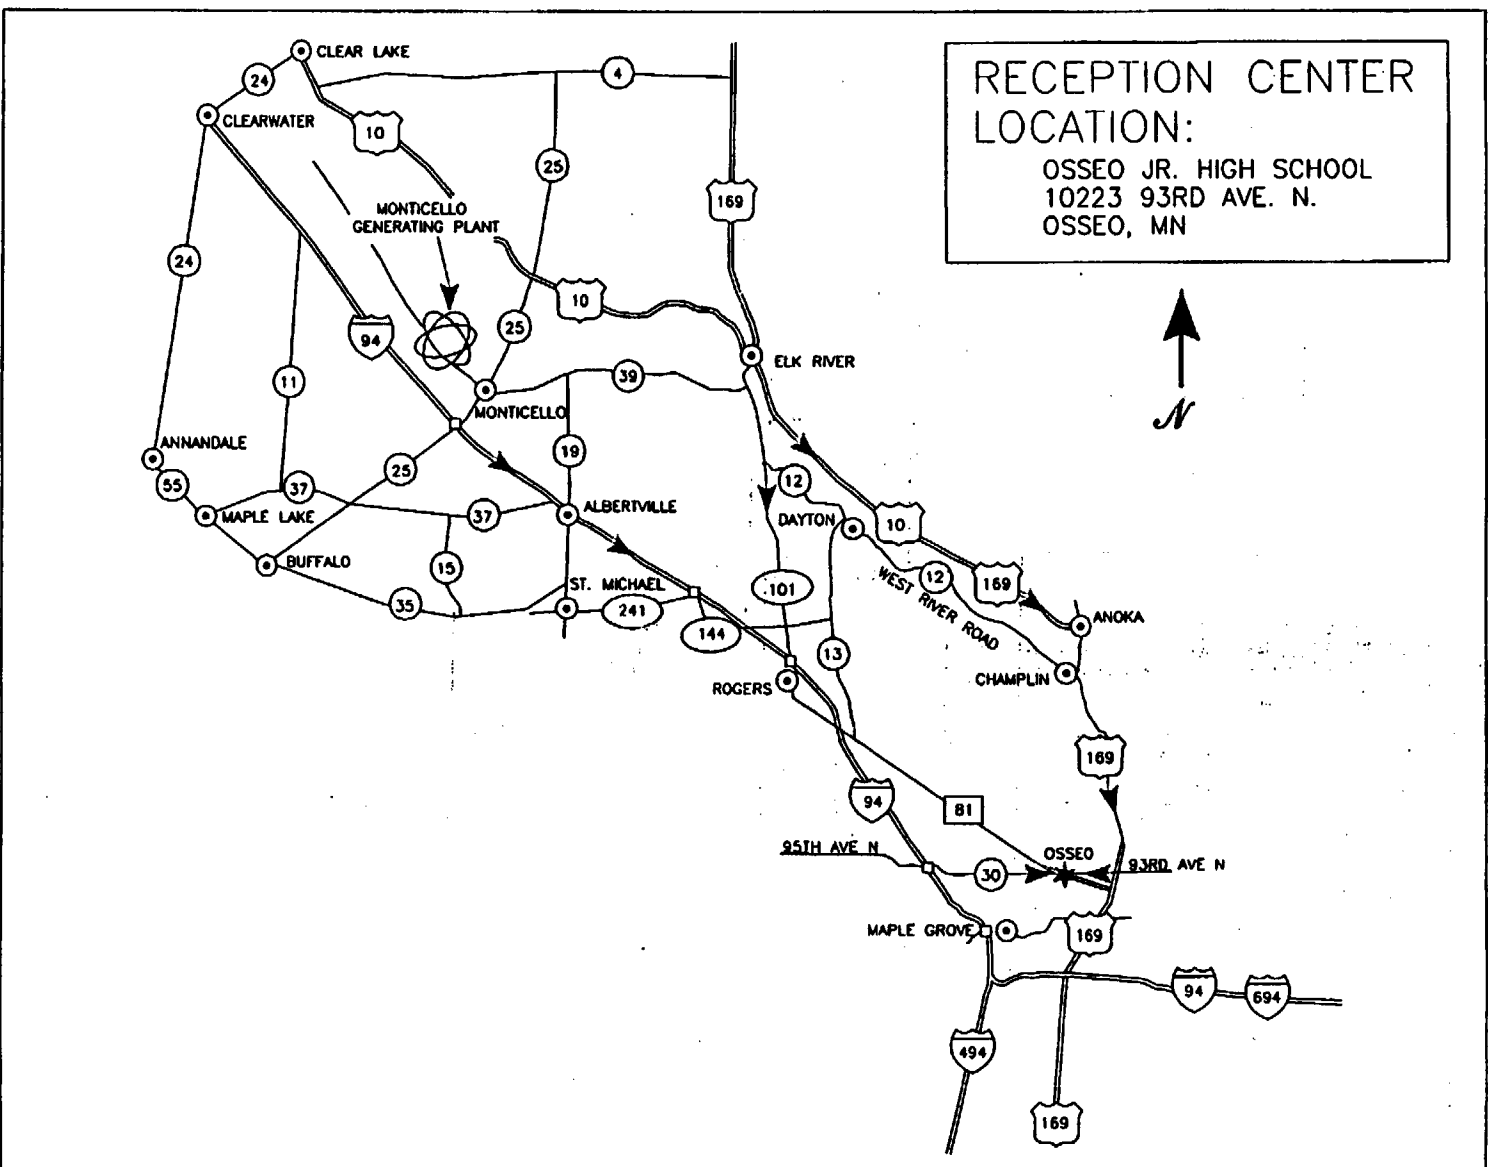 CLEAR LAKE
24
4
RECEPTION CENTER
LOCATION:
OSSEO JR. HIGH SCHOOL
10223 93RD AVE. N.
OSSEO, MN
CLEARWATER
10
25
169
MONTICELLO
GENERATING PLANT
24
10
25
94
N
ELK RIVER
39
11
MONTICELLO
ANNANDALE
19
25
55
37
12
MAPLE LAKE
37
ALBERTVILLE
DAYTON
10
BUFFALO
15
ST. MICHAEL
12
WEST RIVER ROAD
169
101
35
241
144
ANOKA
13
ROGERS
CHAMPLIN
169
94
81
95TH AVE N
OSSEO
93RD AVE N
30
MAPLE GROVE
169
94
694
494
169